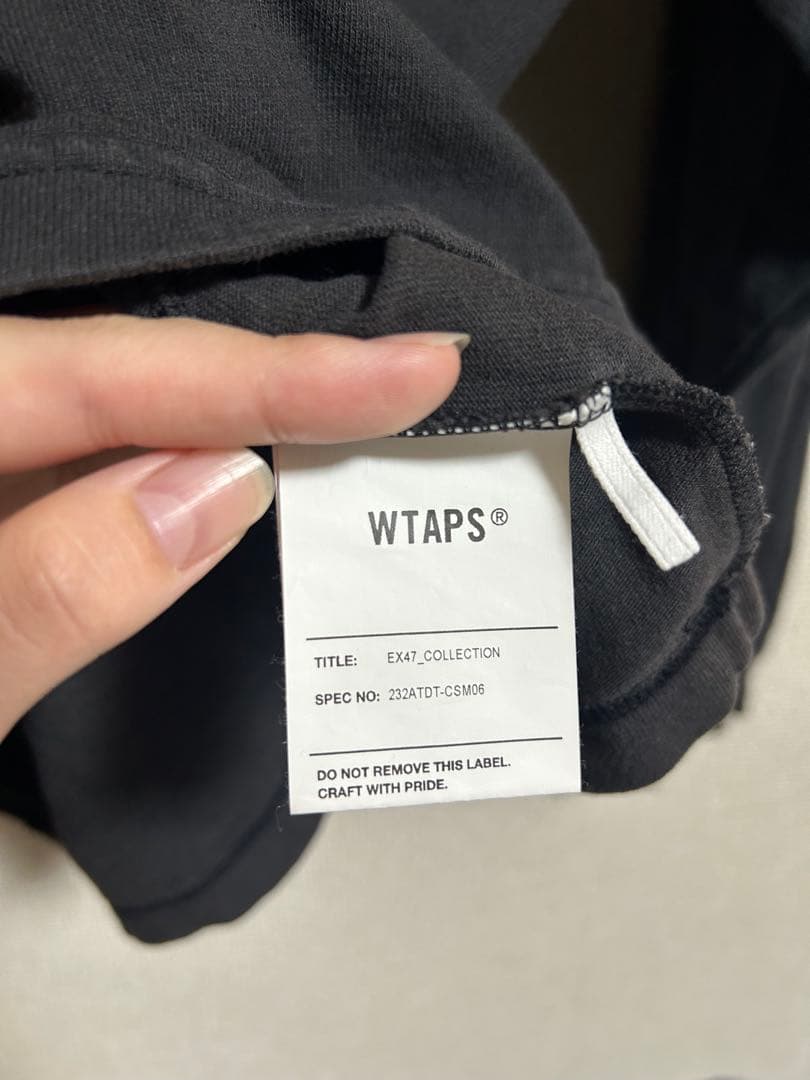 WTAPS®
TITLE: EX47_COLLECTION
SPEC NO: 232ATDT-CSM06
DO NOT REMOVE THIS LABEL.
CRAFT WITH PRIDE.